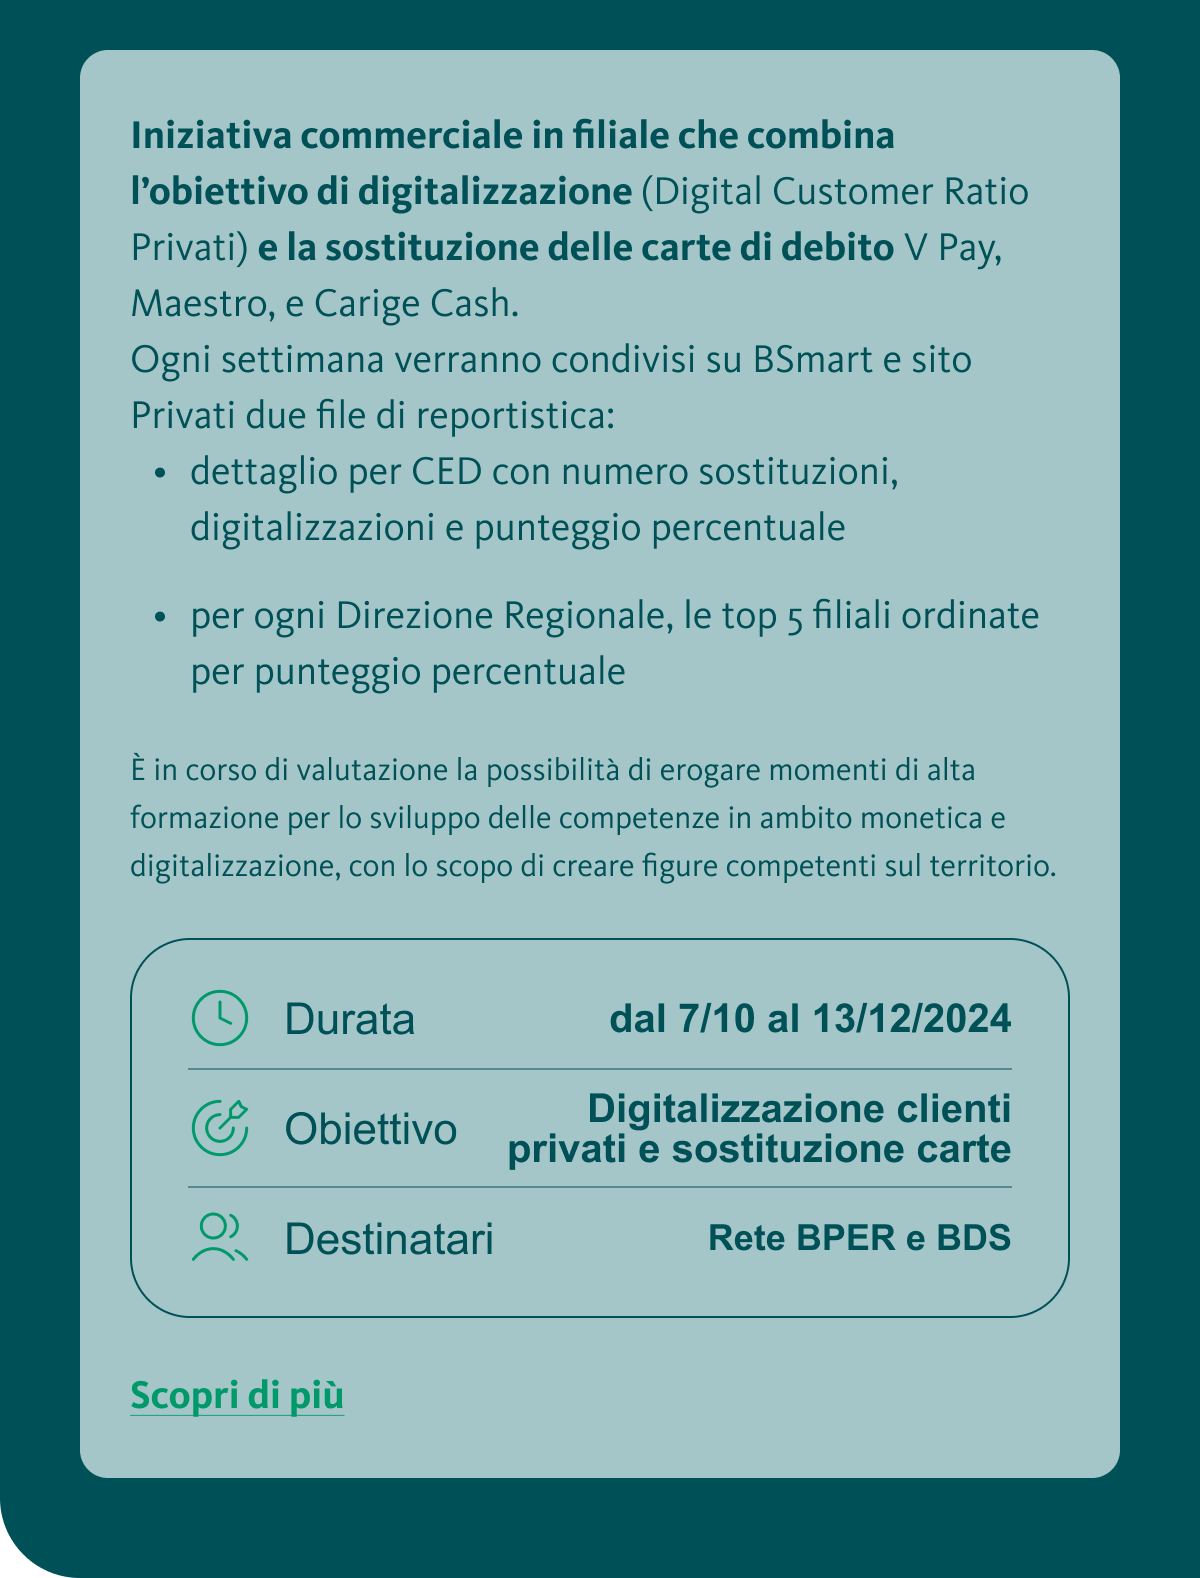 Iniziativa commerciale in filiale che combina
l’obiettivo di digitalizzazione (Digital Customer Ratio
Privati) e la sostituzione delle carte di debito V Pay,
Maestro, e Carige Cash.
Ogni settimana verranno condivisi su BSmart e sito
Privati due file di reportistica:
• dettaglio per CED con numero sostituzioni,
digitalizzazioni e punteggio percentuale
• per ogni Direzione Regionale, le top 5 filiali ordinate
per punteggio percentuale
È in corso di valutazione la possibilità di erogare momenti di alta
formazione per lo sviluppo delle competenze in ambito monetica e
digitalizzazione, con lo scopo di creare figure competenti sul territorio.
Durata dal 7/10 al 13/12/2024
Obiettivo Digitalizzazione clienti
privati e sostituzione carte
Destinatari Rete BPER e BDS
Scopri di più